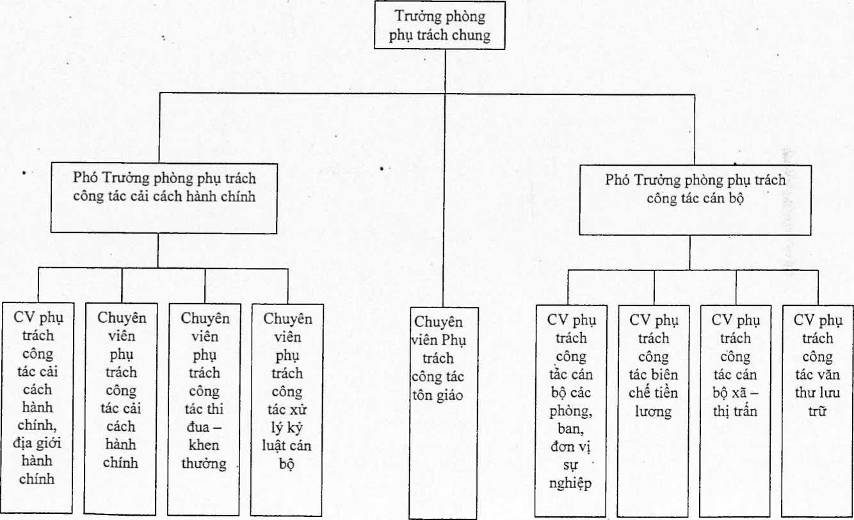 Trưởng phòng
phụ trách chung
Phó Trưởng phòng phụ trách
công tác cải cách hành chính
Phó Trưởng phòng phụ trách
công tác cán bộ
CV phụ
trách
công
tác cải
cách
hành
chính,
địa giới
hành
chính
Chuyên
viên
phụ
trách
công
tác cải
cách
hành
chính
Chuyên
viên
phụ
trách
công
tác thi
đua –
khen
thưởng
Chuyên
viên
phụ
trách
công
tác xử
lý kỷ
luật cán
bộ
Chuyên
viên Phụ
trách
công tác
tôn giáo
CV phụ
trách
công
tác cán
bộ các
phòng,
ban,
đơn vị
sự
nghiệp
CV phụ
trách
công
tác biên
chế tiền
lương
CV phụ
trách
công
tác cán
bộ xã –
thị trấn
CV phụ
trách
công
tác văn
thư lưu
trữ